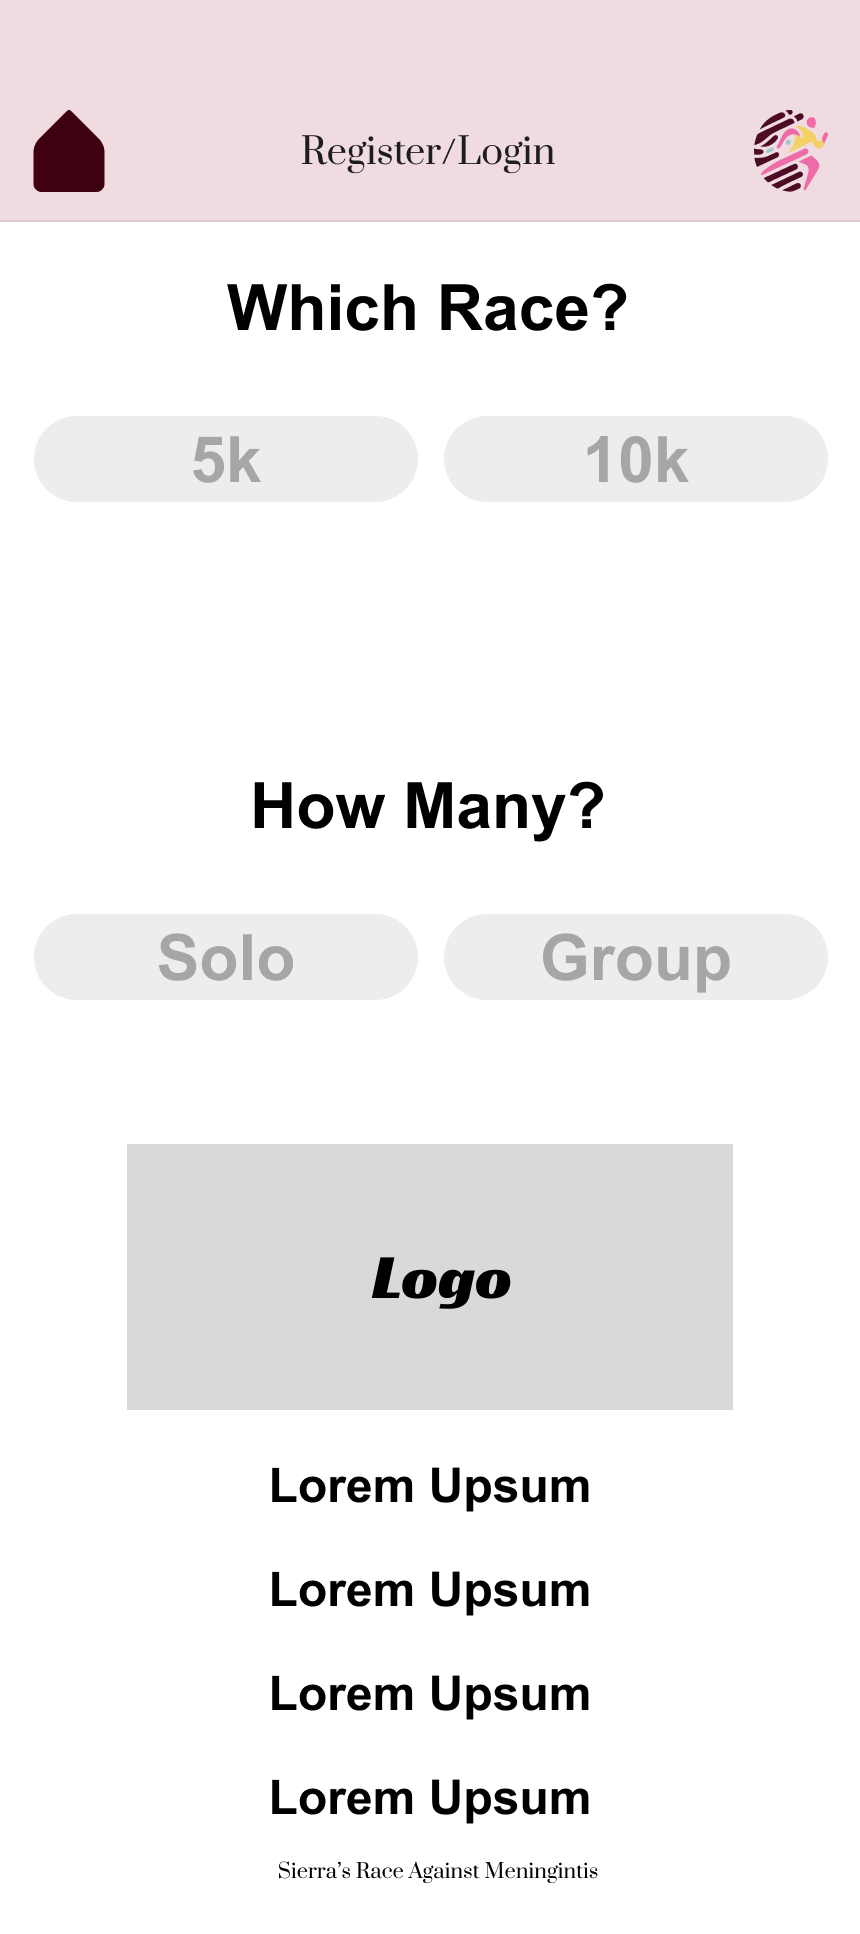 Register/Login
Which Race?
5k 10k
How Many?
Solo Group
Logo
Lorem Upsum
Lorem Upsum
Lorem Upsum
Lorem Upsum
Sierra’s Race Against Meningintis